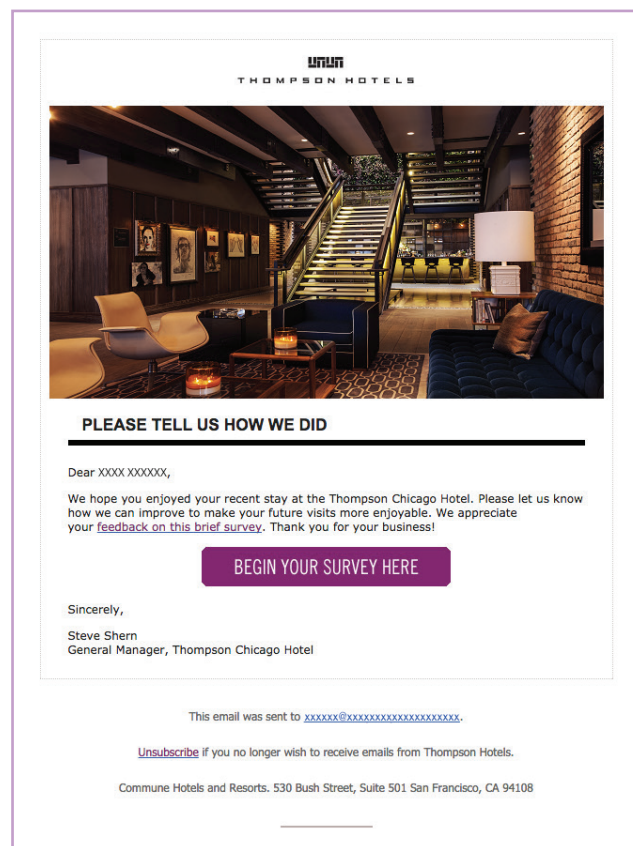 THOMPSON HOTELS
PLEASE TELL US HOW WE DID
Dear XXXX XXXXXX,
We hope you enjoyed your recent stay at the Thompson Chicago Hotel. Please let us know
how we can improve to make your future visits more enjoyable. We appreciate
your feedback on this brief survey. Thank you for your business!
BEGIN YOUR SURVEY HERE
Sincerely,
Steve Shern
General Manager, Thompson Chicago Hotel
This email was sent to xxxxxx@xxxxxxxxxxxxxxxxxxxx.
Unsubscribe if you no longer wish to receive emails from Thompson Hotels.
Commune Hotels and Resorts. 530 Bush Street, Suite 501 San Francisco, CA 94108